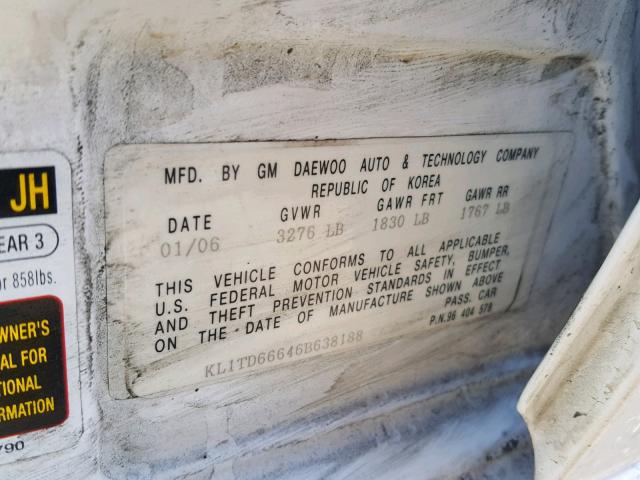 JH
EAR 3
or 858lbs.
WNER'S
AL FOR
TIONAL
ORMATION
790
MFD. BY GM DAEWOO AUTO & TECHNOLOGY COMPANY
REPUBLIC OF KOREA
DATE GVWR GAWR FRT GAWR RR
01/06 3276 LB 1830 LB 1767 LB
THIS VEHICLE CONFORMS TO ALL APPLICABLE
U.S. FEDERAL MOTOR VEHICLE SAFETY, BUMPER,
AND THEFT PREVENTION STANDARDS IN EFFECT
ON THE DATE OF MANUFACTURE SHOWN ABOVE
PASS. CAR
P.N.96 404 578
KL1TD66646B638188